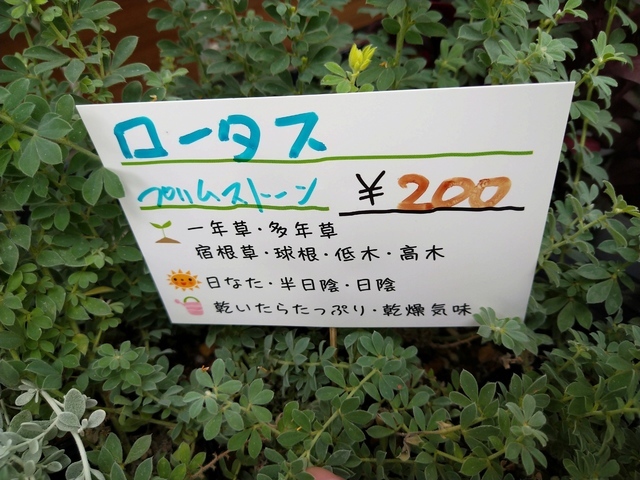 ロータス
プリムストーン ¥200
一年草・多年草
宿根草・球根・低木・高木
日なた・半日陰・日陰
乾いたらたっぷり・乾燥気味